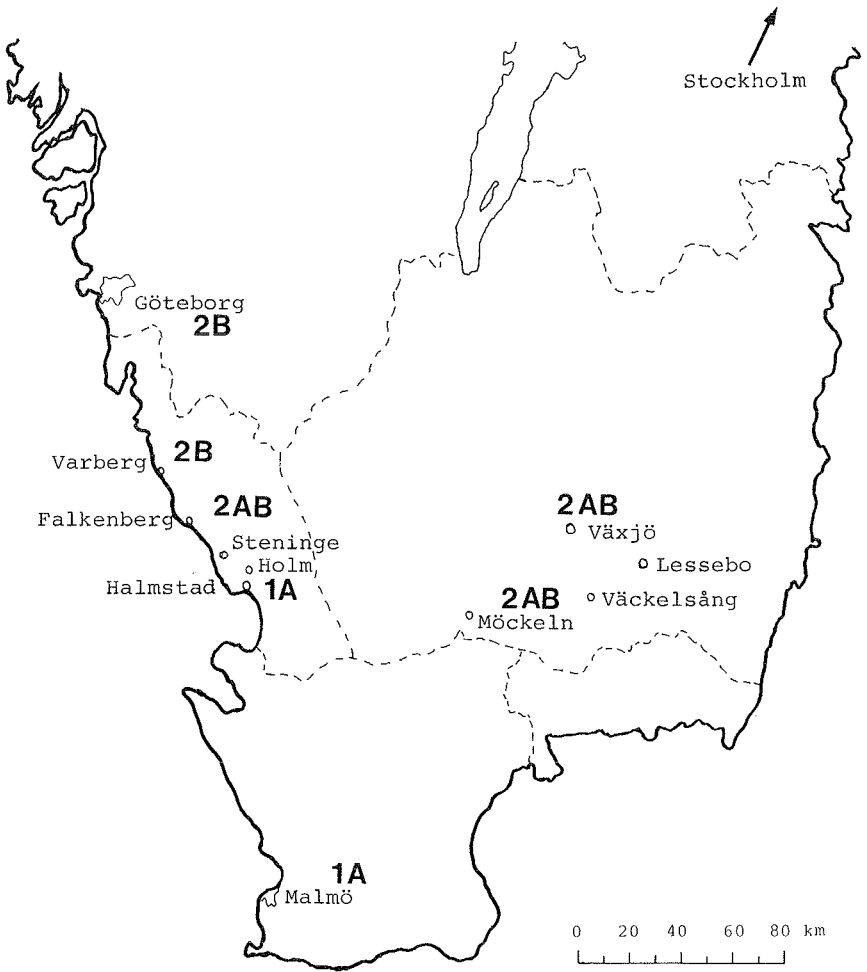 Stockholm
Göteborg
2B
Varberg
2B
Falkenberg
2AB
Steninge
Holm
Halmstad
1A
2AB
Växjö
Lessebo
2AB
Väckelsång
Möckeln
1A
Malmö
0 20 40 60 80 km